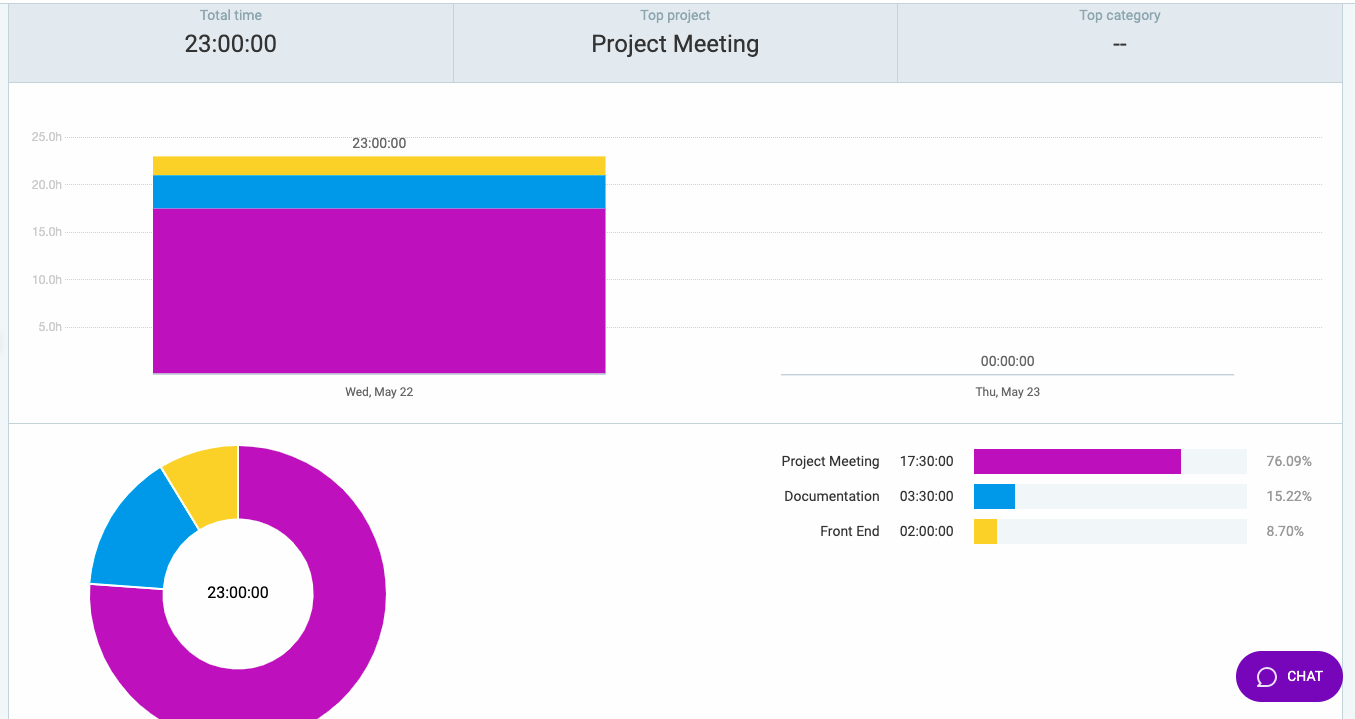 Total time
Top project
Top category
23:00:00
Project Meeting
--
25.0h
23:00:00
20.0h
15.0h
10.0h
5.0h
00:00:00
Wed, May 22
Thu, May 23
Project Meeting 17:30:00 76.09%
Documentation 03:30:00 15.22%
Front End 02:00:00 8.70%
23:00:00
CHAT